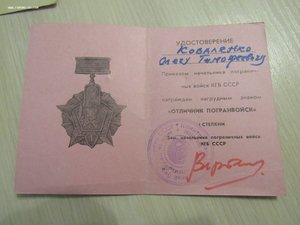 УДОСТОВЕРЕНИЕ
Коваленко
Олегу Тимофеевичу
Приказом начальника погранич-
ных войск КГБ СССР
награжден нагрудным знаком
«ОТЛИЧНИК ПОГРАНВОЙСК»
I СТЕПЕНИ
Зам. начальника пограничных войск
КГБ СССР